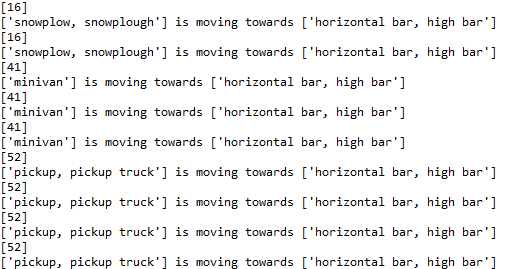 [16]
['snowplow, snowplough'] is moving towards ['horizontal bar, high bar']
[16]
['snowplow, snowplough'] is moving towards ['horizontal bar, high bar']
[41]
['minivan'] is moving towards ['horizontal bar, high bar']
[41]
['minivan'] is moving towards ['horizontal bar, high bar']
[41]
['minivan'] is moving towards ['horizontal bar, high bar']
[52]
['pickup, pickup truck'] is moving towards ['horizontal bar, high bar']
[52]
['pickup, pickup truck'] is moving towards ['horizontal bar, high bar']
[52]
['pickup, pickup truck'] is moving towards ['horizontal bar, high bar']
[52]
['pickup, pickup truck'] is moving towards ['horizontal bar, high bar']